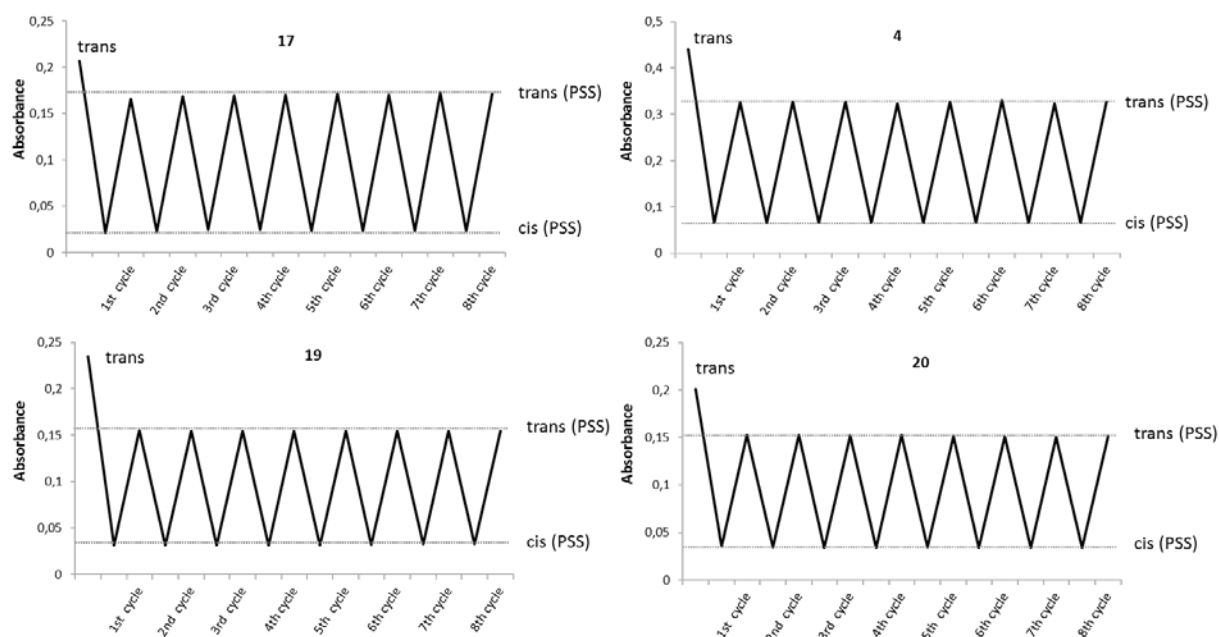 17
0,25
0,2
0,15
0,1
0,05
0
Absorbance
trans
trans (PSS)
cis (PSS)
1st cycle
2nd cycle
3rd cycle
4th cycle
5th cycle
6th cycle
7th cycle
8th cycle
4
0,5
0,4
0,3
0,2
0,1
0
Absorbance
trans
trans (PSS)
cis (PSS)
1st cycle
2nd cycle
3rd cycle
4th cycle
5th cycle
6th cycle
7th cycle
8th cycle
19
0,25
0,2
0,15
0,1
0,05
0
Absorbance
trans
trans (PSS)
cis (PSS)
1st cycle
2nd cycle
3rd cycle
4th cycle
5th cycle
6th cycle
7th cycle
8th cycle
20
0,25
0,2
0,15
0,1
0,05
0
Absorbance
trans
trans (PSS)
cis (PSS)
1st cycle
2nd cycle
3rd cycle
4th cycle
5th cycle
6th cycle
7th cycle
8th cycle